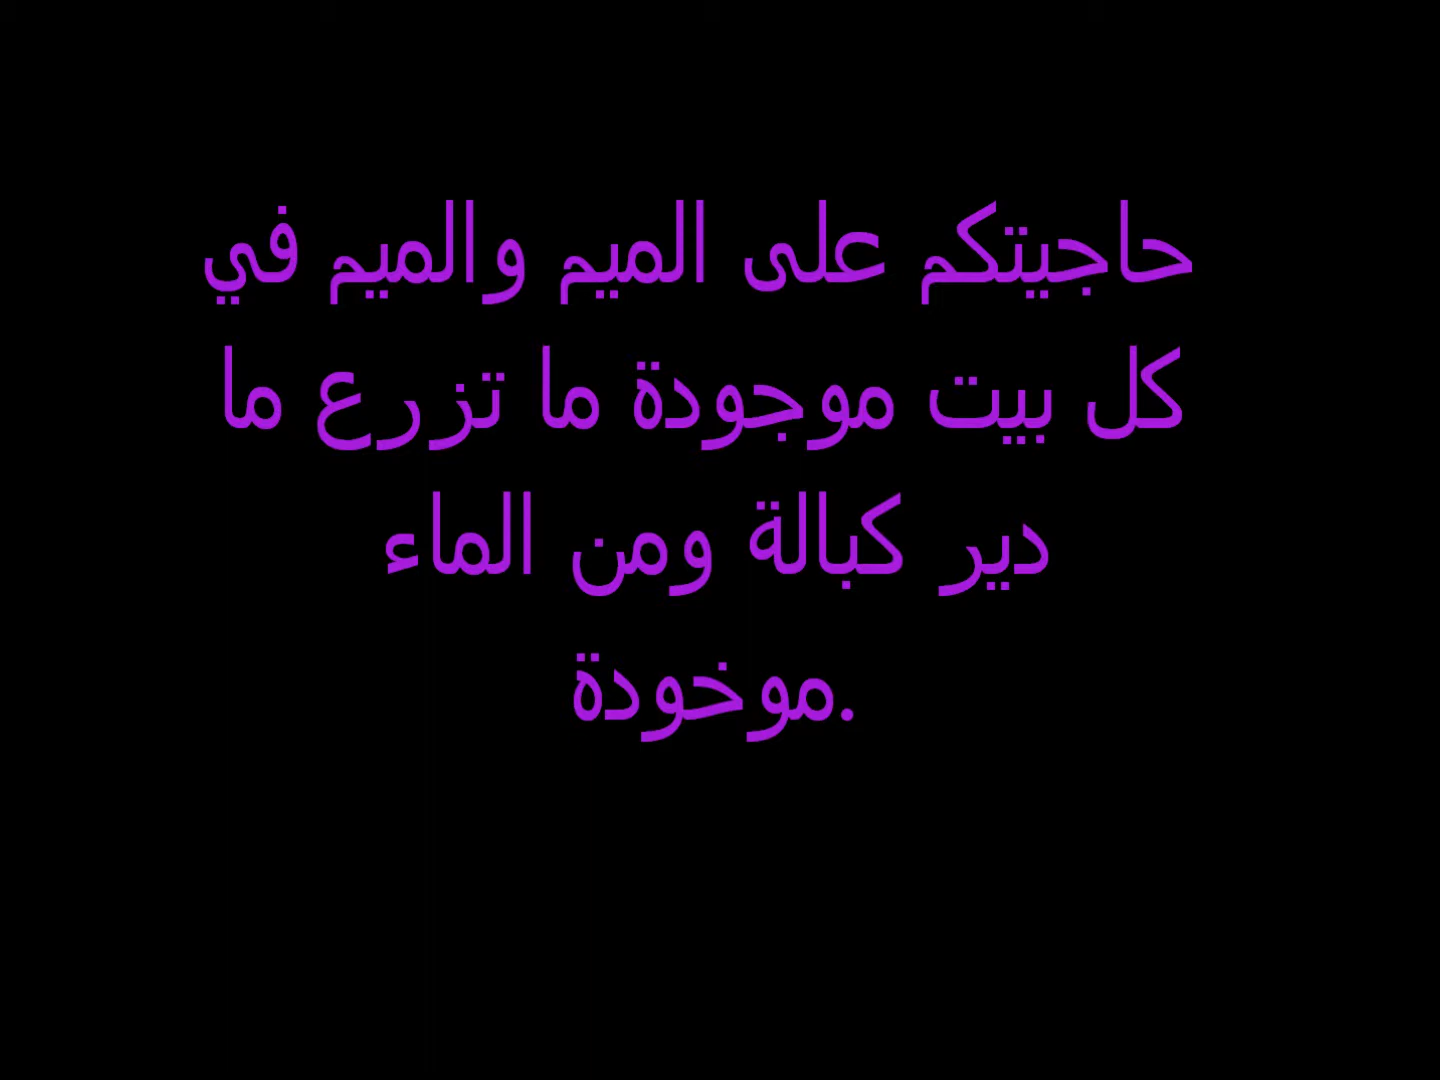 حاجيتكم على الميم والميم في
كل بيت موجودة ما تزرع ما
دير كبالة ومن الماء
موخودة.